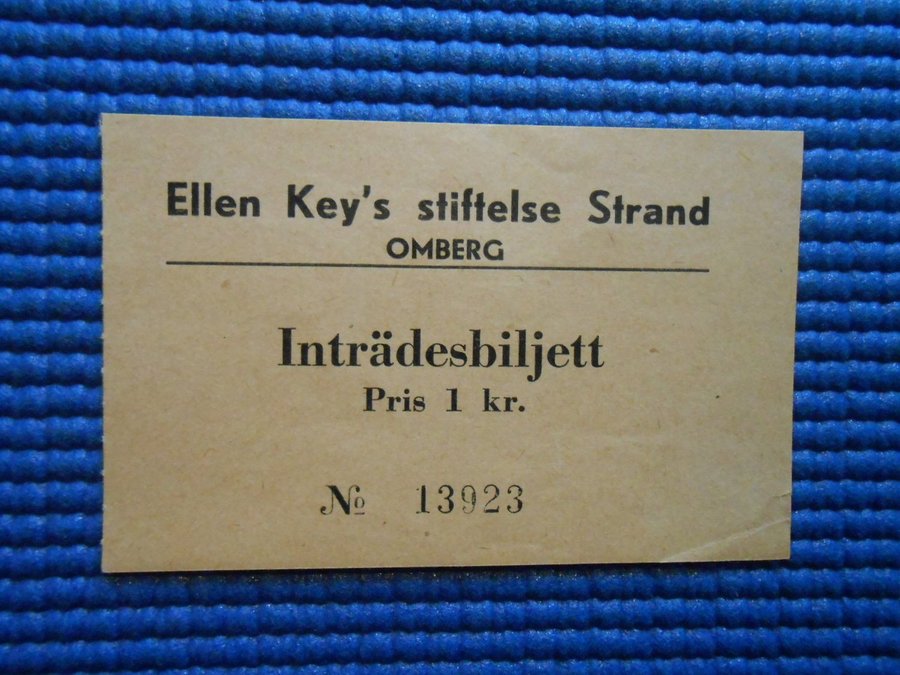 Ellen Key's stiftelse Strand
OMBERG
Inträdesbiljett
Pris 1 kr.
№ 13923